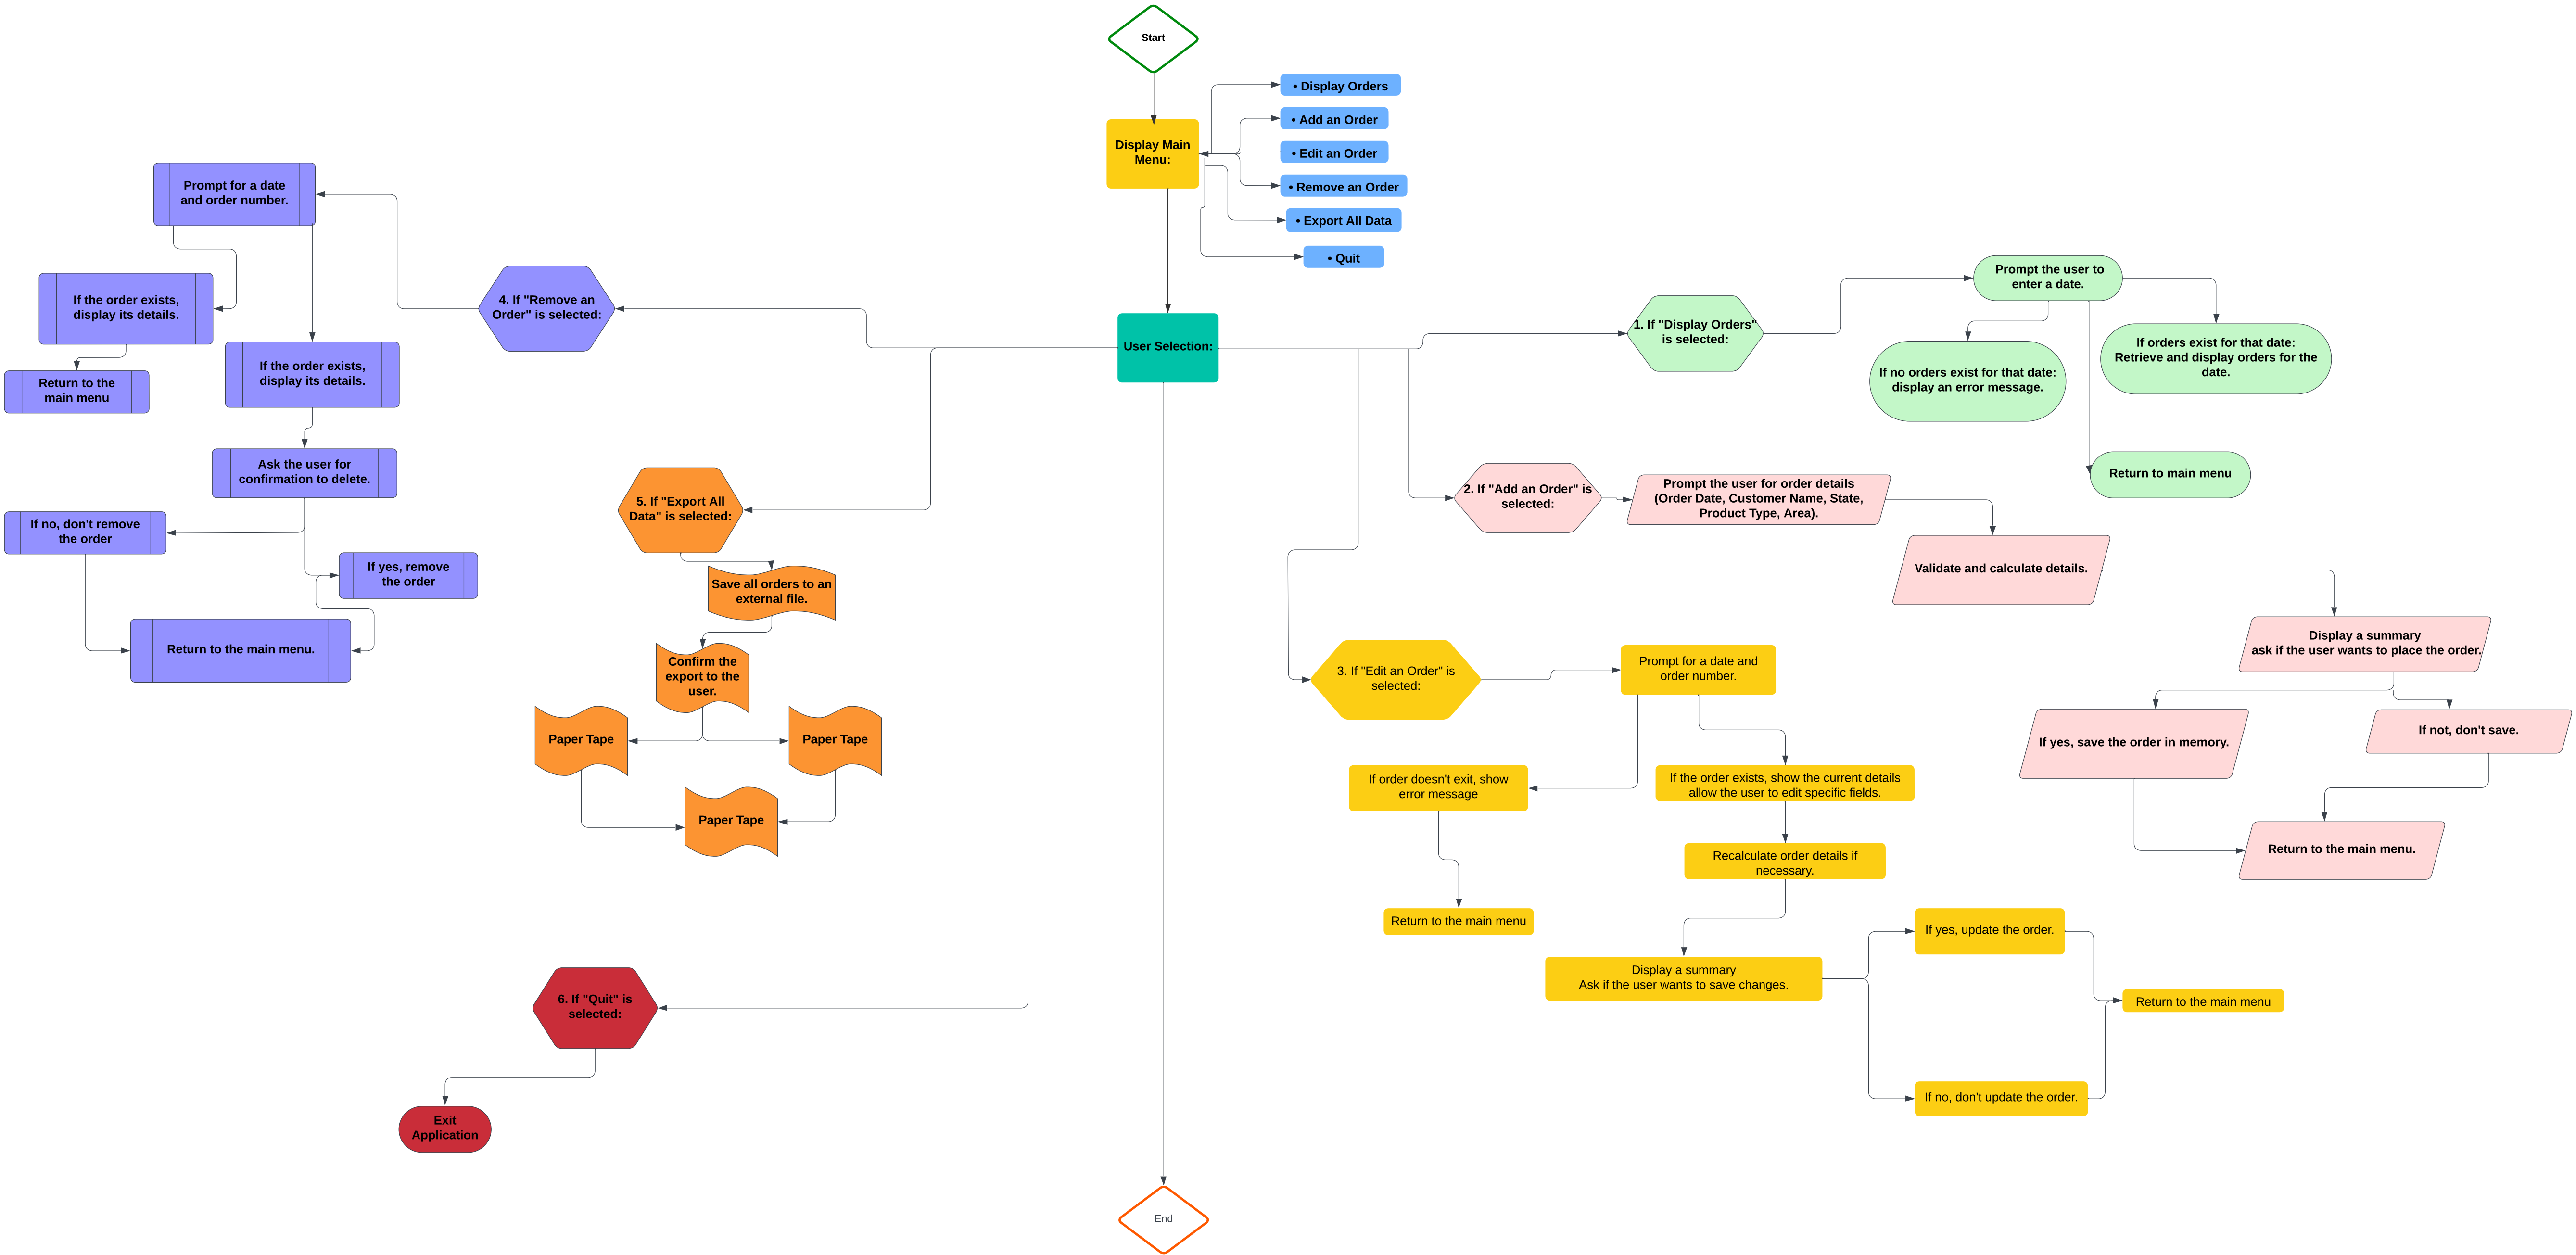 Start
Display Main
Menu:
• Display Orders
• Add an Order
• Edit an Order
• Remove an Order
• Export All Data
• Quit
User Selection:
1. If "Display Orders"
is selected:
Prompt the user to
enter a date.
If no orders exist for that date:
display an error message.
If orders exist for that date:
Retrieve and display orders for the
date.
Return to main menu
2. If "Add an Order" is
selected:
Prompt the user for order details
(Order Date, Customer Name, State,
Product Type, Area).
Validate and calculate details.
Display a summary
ask if the user wants to place the order.
If yes, save the order in memory.
If not, don't save.
Return to the main menu.
3. If "Edit an Order" is
selected:
Prompt for a date and
order number.
If order doesn't exit, show
error message
Return to the main menu
If the order exists, show the current details
allow the user to edit specific fields.
Recalculate order details if
necessary.
Display a summary
Ask if the user wants to save changes.
If yes, update the order.
If no, don't update the order.
Return to the main menu
4. If "Remove an
Order" is selected:
Prompt for a date
and order number.
If the order exists,
display its details.
Return to the
main menu
If the order exists,
display its details.
Ask the user for
confirmation to delete.
If no, don't remove
the order
If yes, remove
the order
Return to the main menu.
5. If "Export All
Data" is selected:
Save all orders to an
external file.
Confirm the
export to the
user.
Paper Tape
Paper Tape
Paper Tape
6. If "Quit" is
selected:
Exit
Application
End